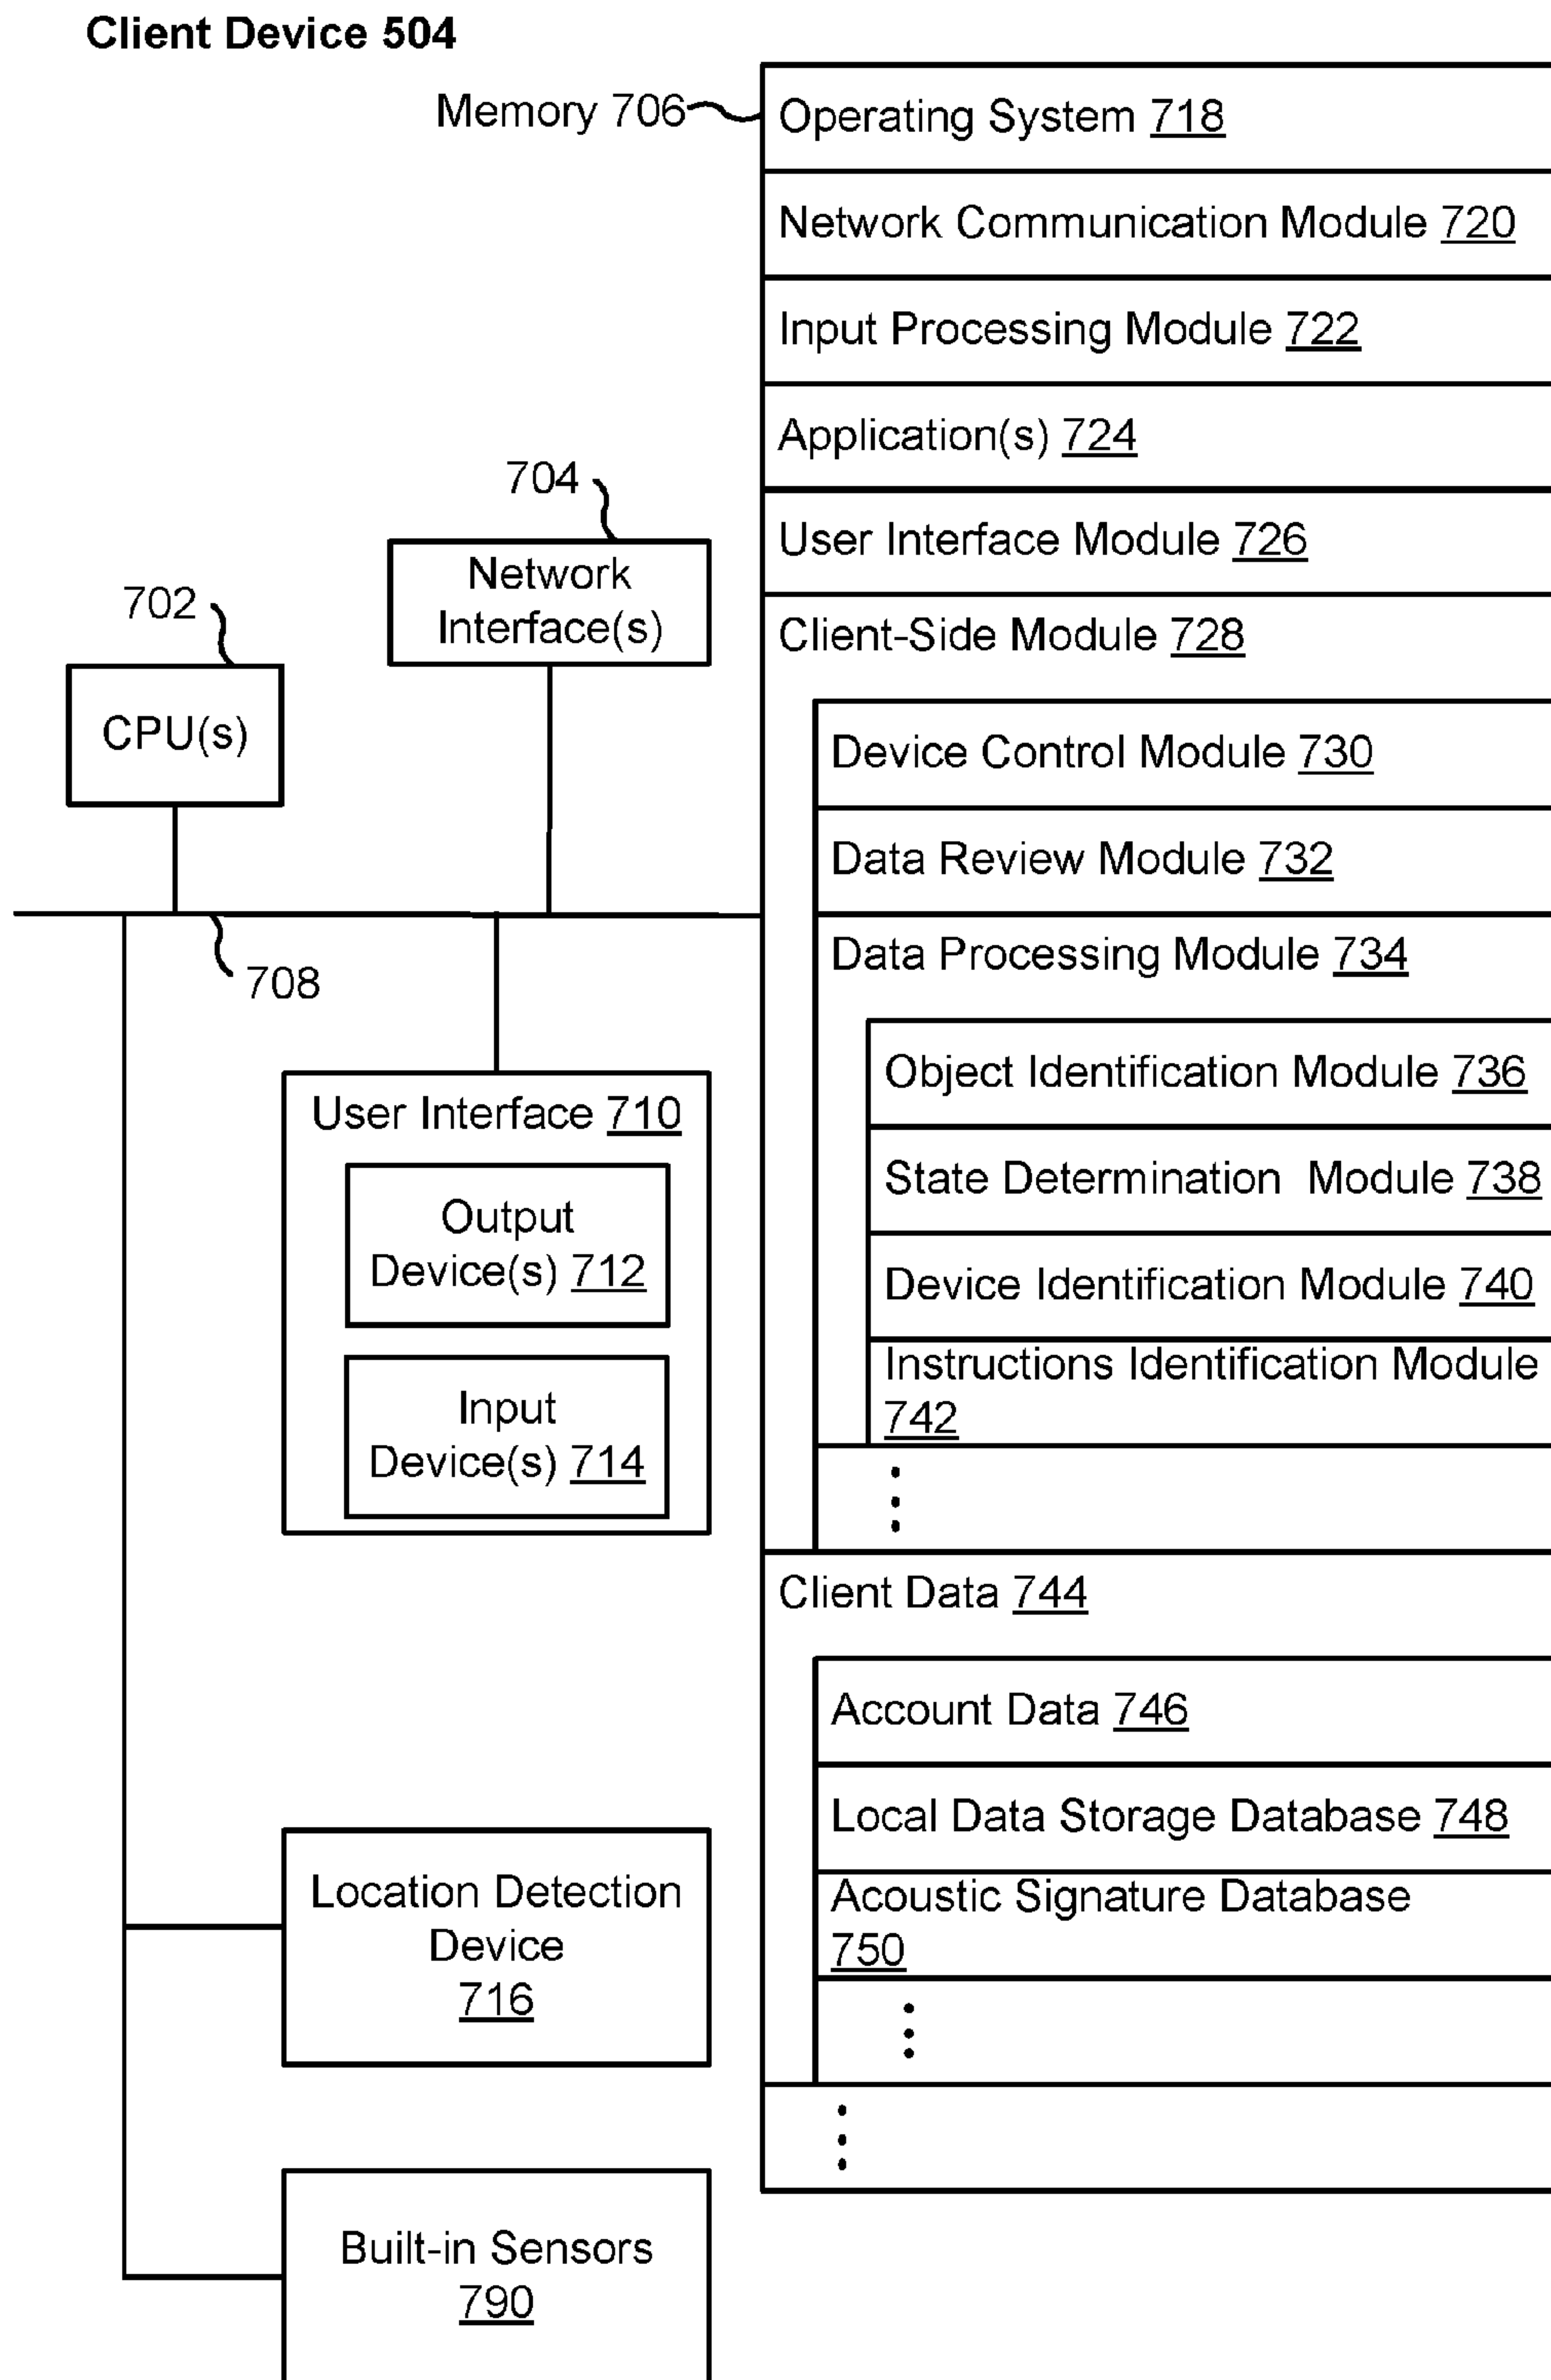 Client Device 504
Memory 706
Operating System 718
Network Communication Module 720
Input Processing Module 722
Application(s) 724
User Interface Module 726
Client-Side Module 728
Device Control Module 730
Data Review Module 732
Data Processing Module 734
Object Identification Module 736
State Determination Module 738
Device Identification Module 740
Instructions Identification Module
742
Client Data 744
Account Data 746
Local Data Storage Database 748
Acoustic Signature Database
750
704
Network
Interface(s)
702
CPU(s)
708
User Interface 710
Output
Device(s) 712
Input
Device(s) 714
Location Detection
Device
716
Built-in Sensors
790